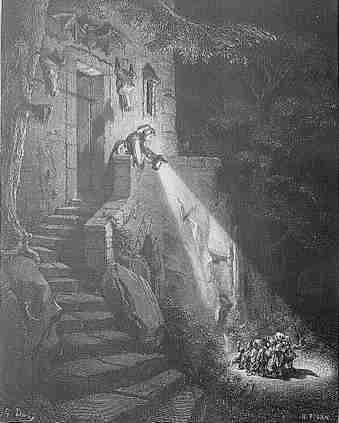 G. Doré
H. PISAN